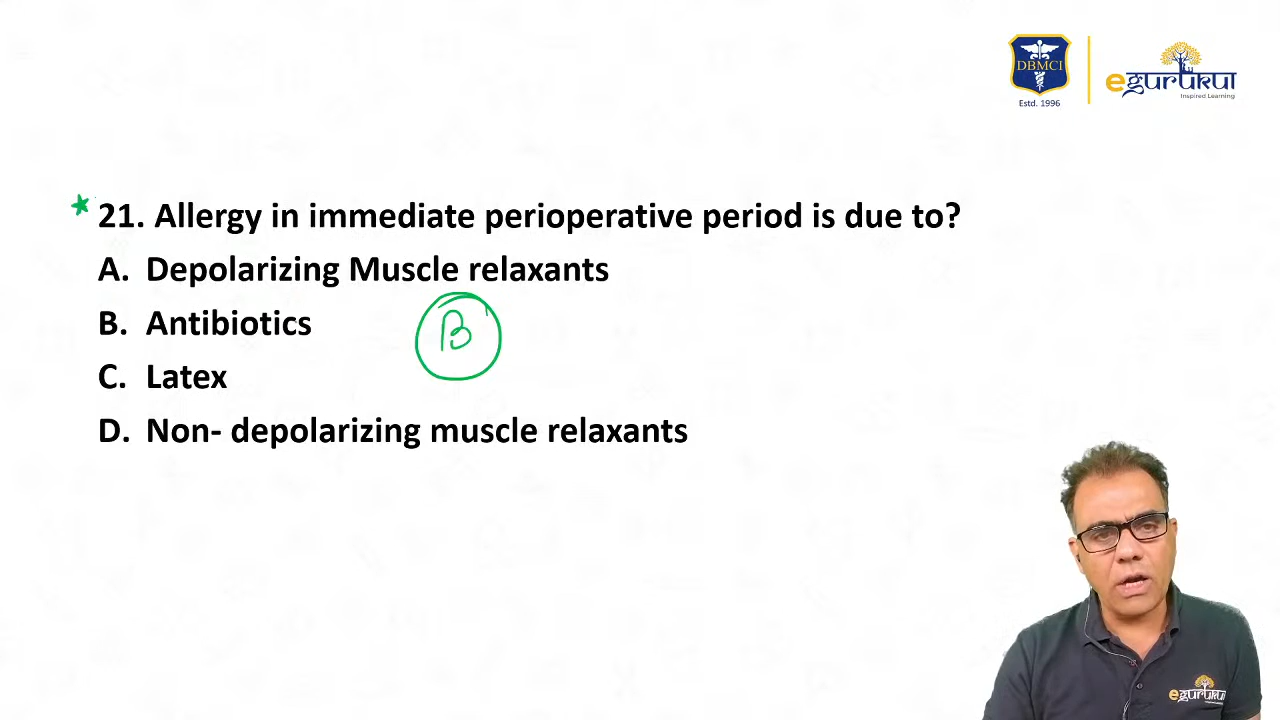 DBMCI
Estd. 1996
egurukul
Inspired Learning
* 21. Allergy in immediate perioperative period is due to?
A. Depolarizing Muscle relaxants
B. Antibiotics
B
C. Latex
D. Non- depolarizing muscle relaxants
egurukul